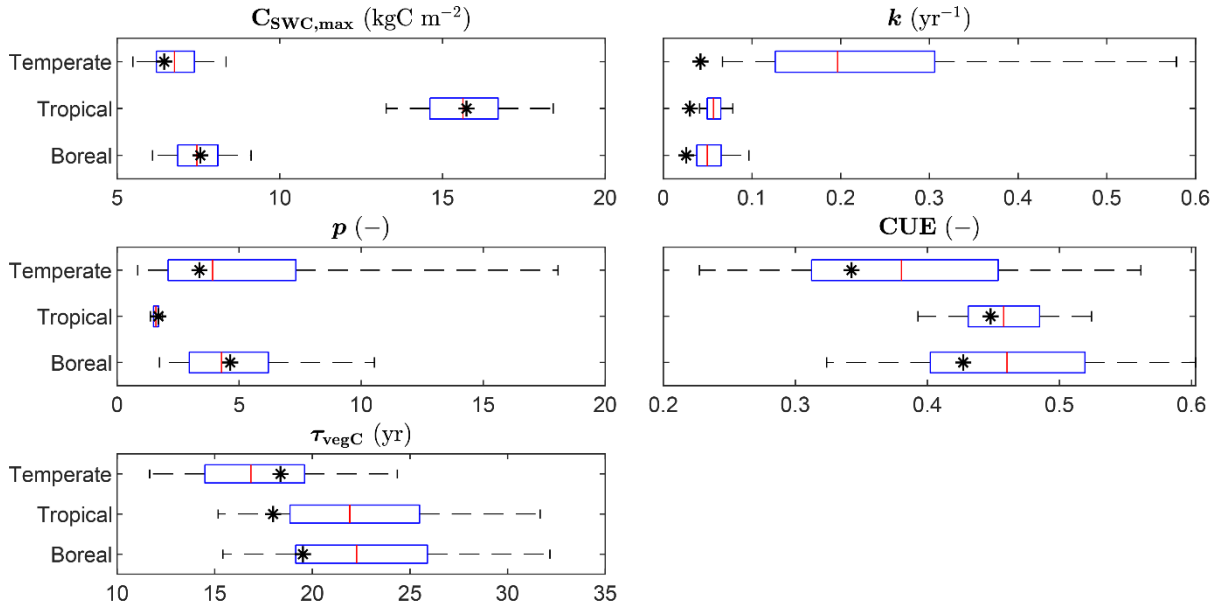 C_SWC,max (kgC m⁻²)
Temperate
Tropical
Boreal
5 10 15 20
k (yr⁻¹)
0 0.1 0.2 0.3 0.4 0.5 0.6
p (−)
Temperate
Tropical
Boreal
0 5 10 15 20
CUE (−)
0.2 0.3 0.4 0.5 0.6
τ_vegC (yr)
Temperate
Tropical
Boreal
10 15 20 25 30 35